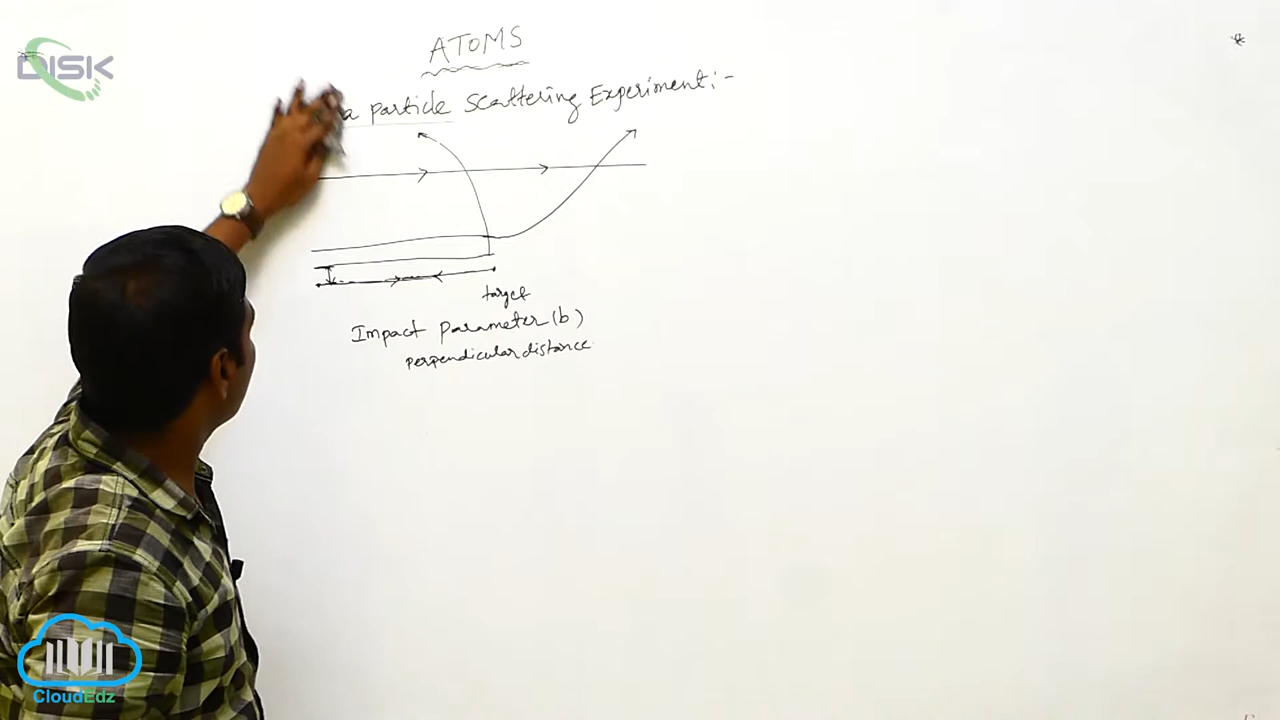 DISK
ATOMS
particle Scattering Experiment:-
target
Impact parameter (b)
perpendicular distance
CloudEdz